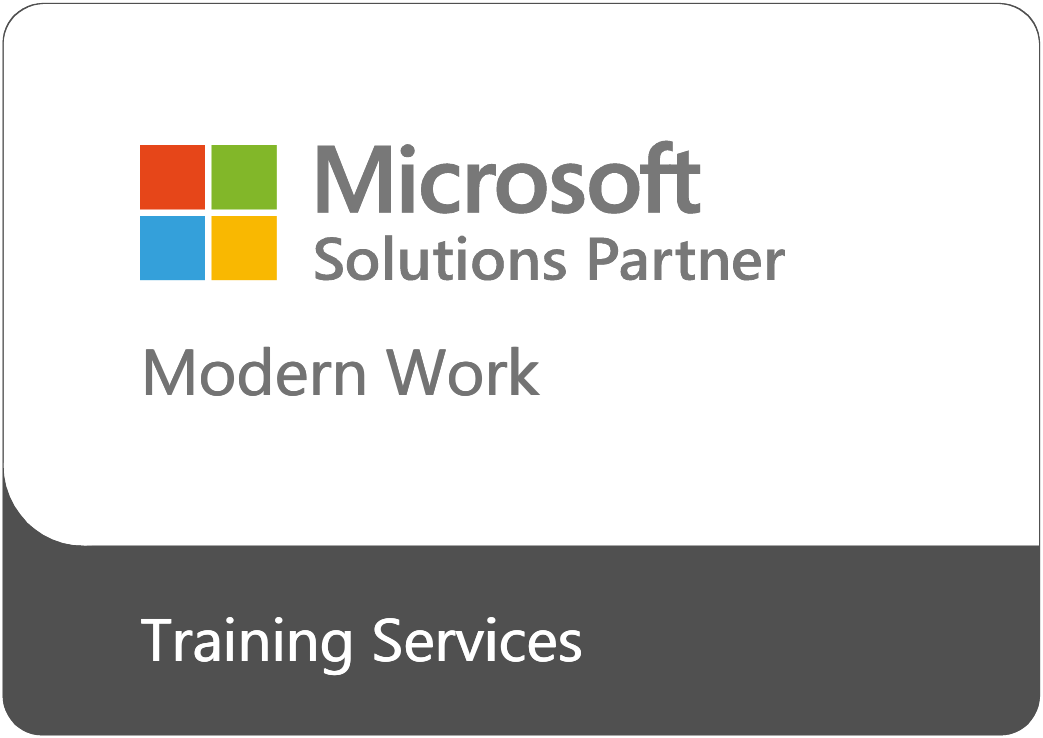 Microsoft
Solutions Partner
Modern Work
Training Services